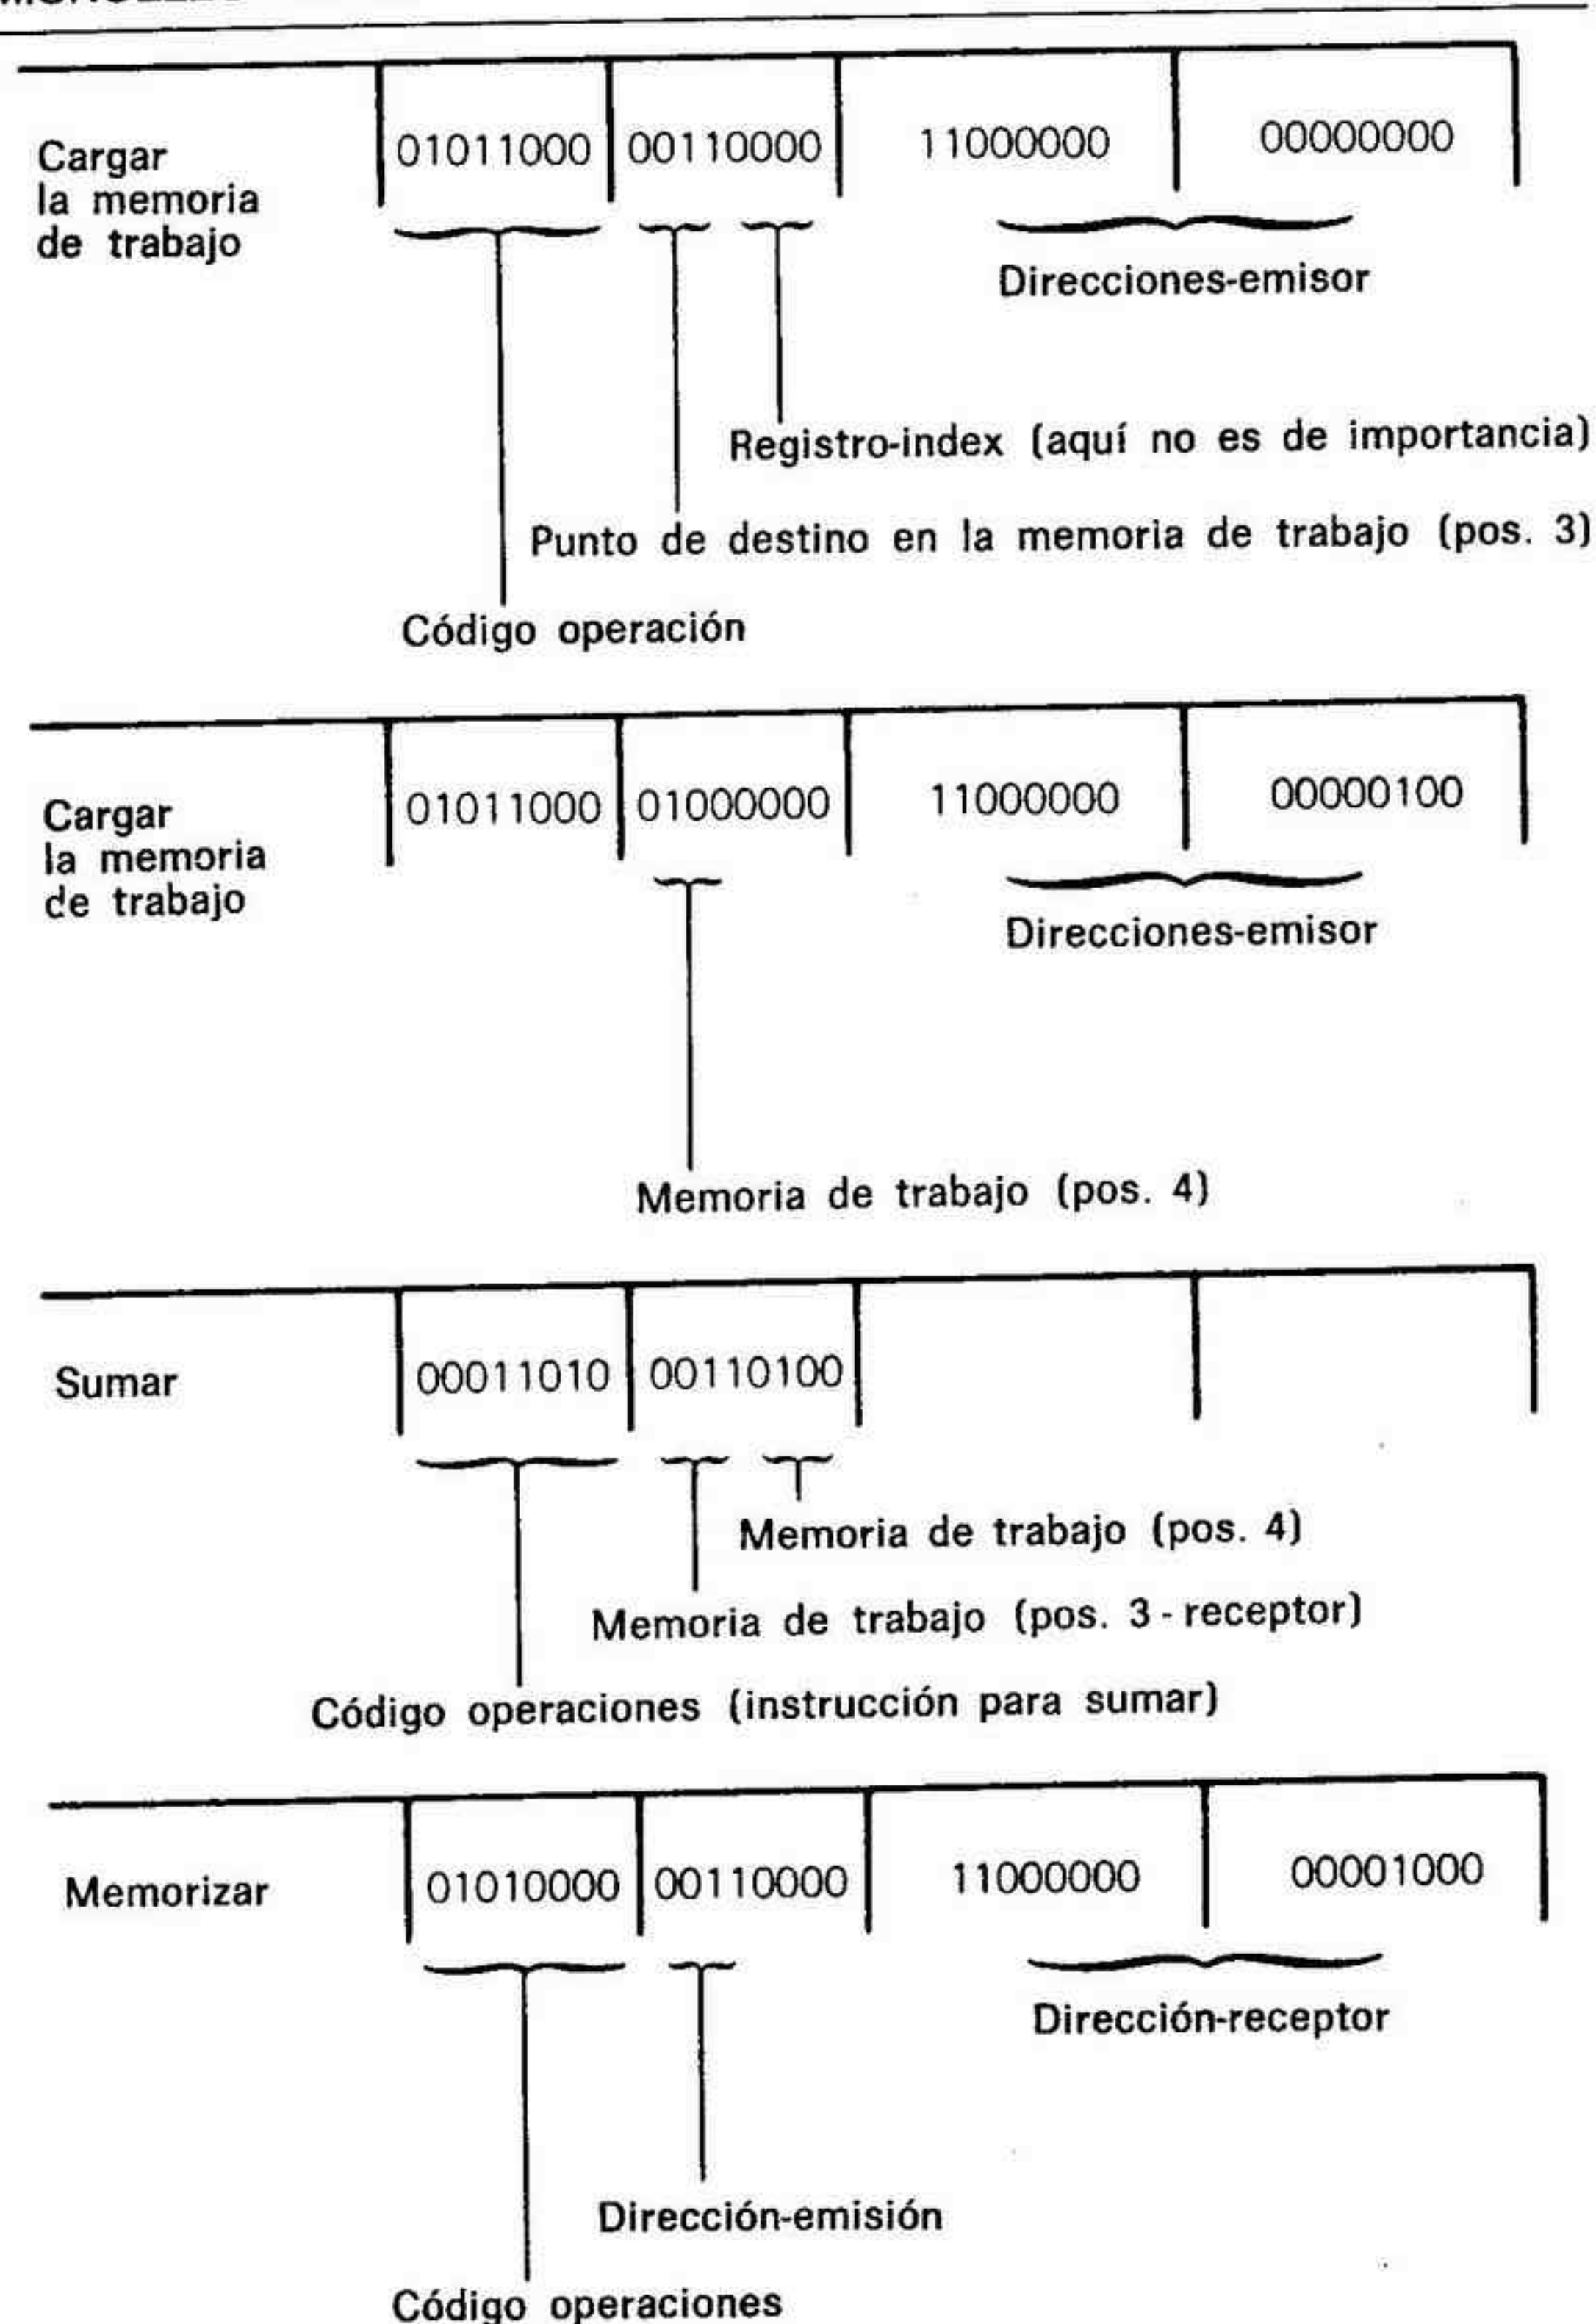 Cargar
la memoria
de trabajo
01011000 00110000 11000000 00000000
Direcciones-emisor
Registro-index (aquí no es de importancia)
Punto de destino en la memoria de trabajo (pos. 3)
Código operación
Cargar
la memoria
de trabajo
01011000 01000000 11000000 00000100
Direcciones-emisor
Memoria de trabajo (pos. 4)
Sumar 00011010 00110100
Memoria de trabajo (pos. 4)
Memoria de trabajo (pos. 3 - receptor)
Código operaciones (instrucción para sumar)
Memorizar 01010000 00110000 11000000 00001000
Dirección-receptor
Dirección-emisión
Código operaciones